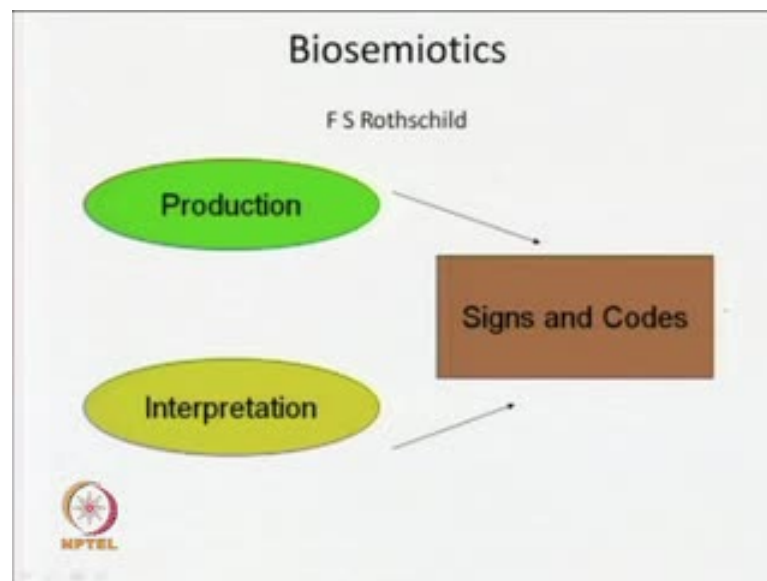 Biosemiotics
F S Rothschild
Production
Signs and Codes
Interpretation
NPTEL